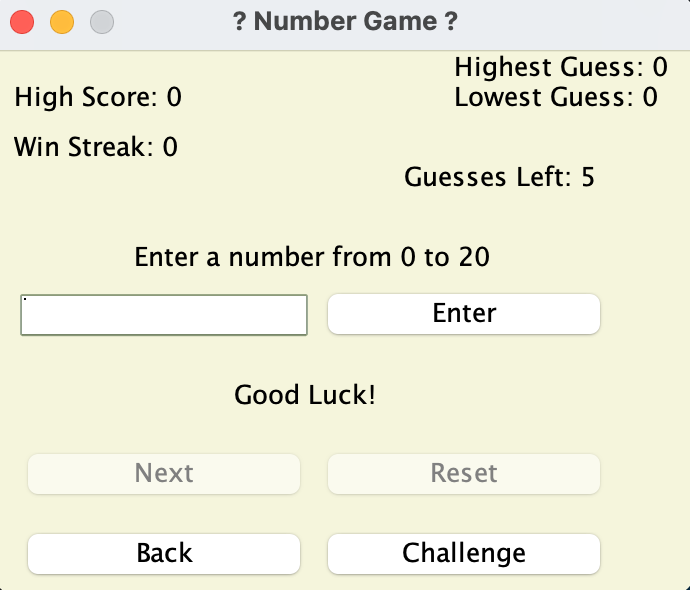 ? Number Game ?
Highest Guess: 0
High Score: 0
Lowest Guess: 0
Win Streak: 0
Guesses Left: 5
Enter a number from 0 to 20
Enter
Good Luck!
Next
Reset
Back
Challenge